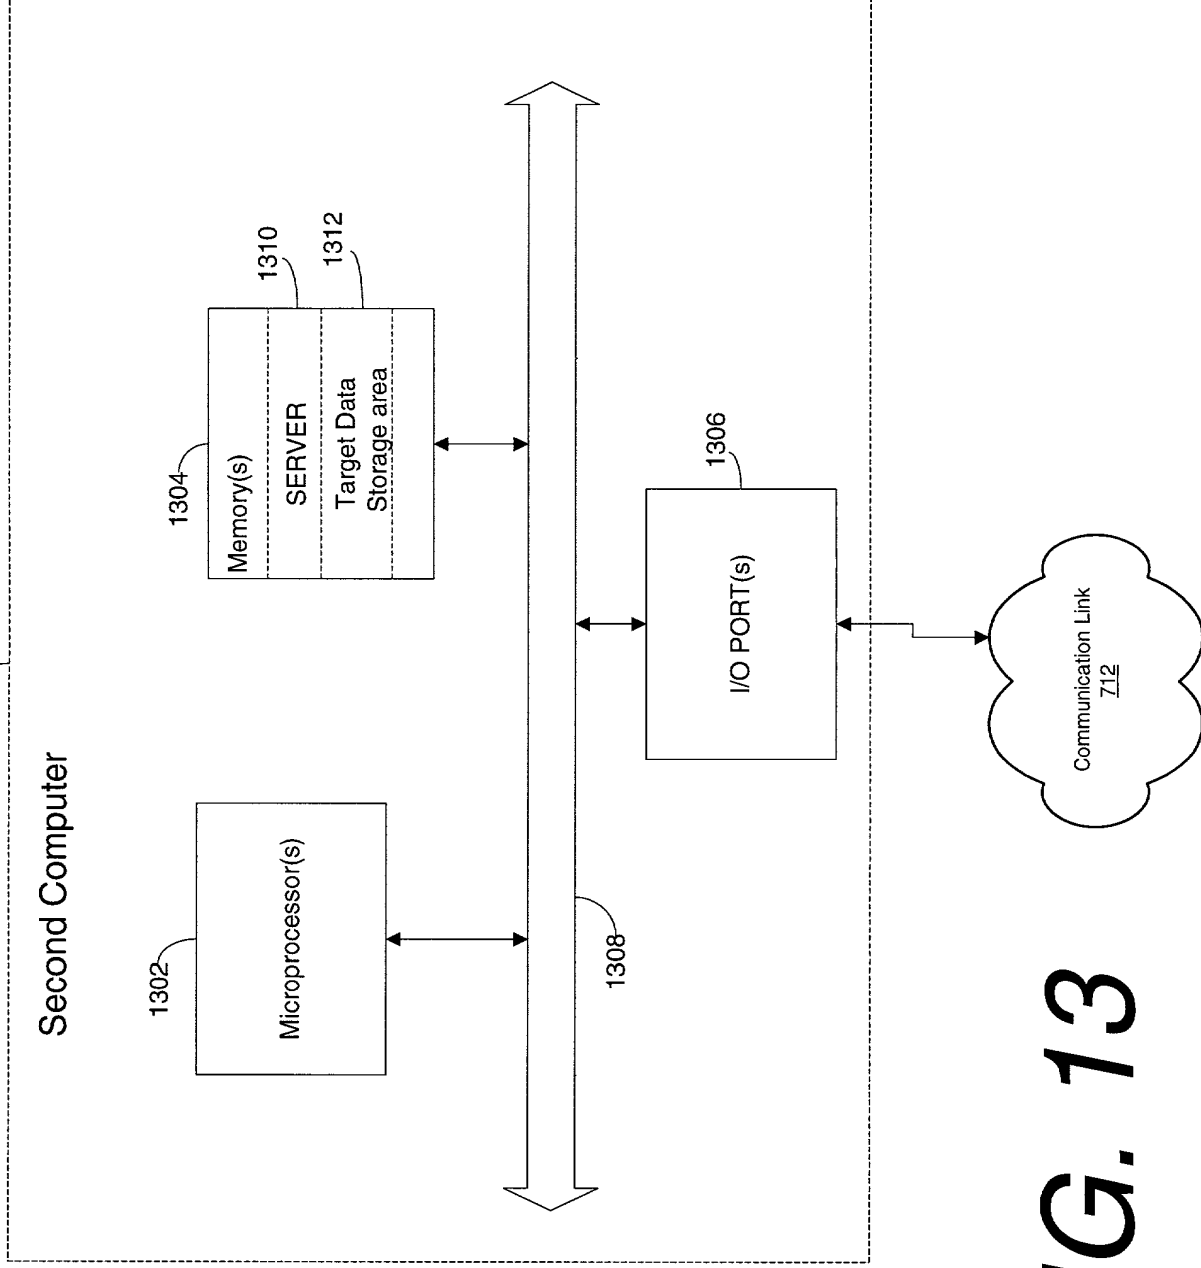 Second Computer
1302
Microprocessor(s)
1304
Memory(s)
SERVER
Target Data
Storage area
1310
1312
1308
I/O PORT(s)
1306
Communication Link
712
IG. 13